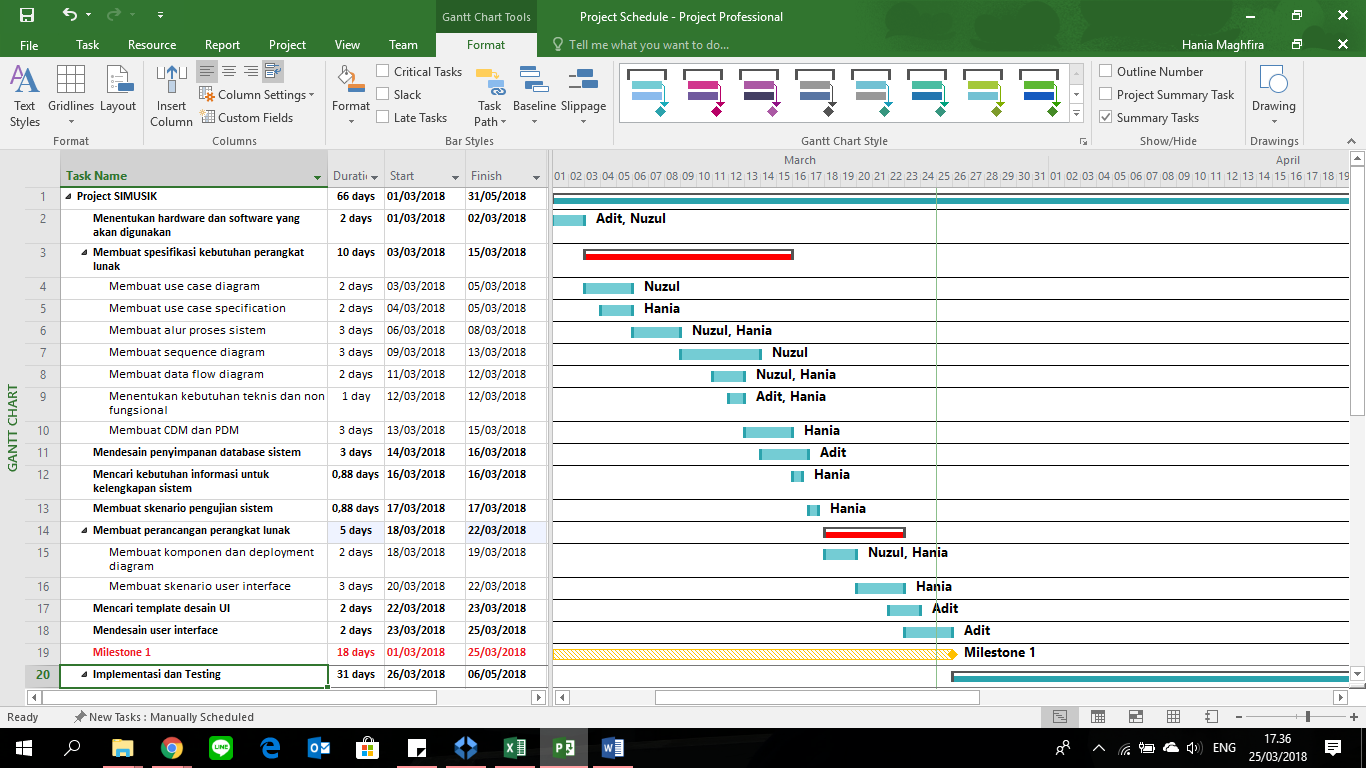 Gantt Chart Tools
Project Schedule - Project Professional
File Task Resource Report Project View Team Format Tell me what you want to do... Hania Maghfira
Text Styles
Gridlines
Layout
Format
Insert Column
Column Settings
Custom Fields
Columns
Format
Critical Tasks
Slack
Late Tasks
Task Path
Baseline
Slippage
Bar Styles
Gantt Chart Style
Outline Number
Project Summary Task
Summary Tasks
Show/Hide
Drawing
Drawings
GANTT CHART
Task Name Durati Start Finish
March April
01 02 03 04 05 06 07 08 09 10 11 12 13 14 15 16 17 18 19 20 21 22 23 24 25 26 27 28 29 30 31 01 02 03 04 05 06 07 08 09 10 11 12 13 14 15 16 17 18 19
1 Project SIMUSIK 66 days 01/03/2018 31/05/2018
2 Menentukan hardware dan software yang 2 days 01/03/2018 02/03/2018 Adit, Nuzul
akan digunakan
3 Membuat spesifikasi kebutuhan perangkat 10 days 03/03/2018 15/03/2018
lunak
4 Membuat use case diagram 2 days 03/03/2018 05/03/2018 Nuzul
5 Membuat use case specification 2 days 04/03/2018 05/03/2018 Hania
6 Membuat alur proses sistem 3 days 06/03/2018 08/03/2018 Nuzul, Hania
7 Membuat sequence diagram 3 days 09/03/2018 13/03/2018 Nuzul
8 Membuat data flow diagram 2 days 11/03/2018 12/03/2018 Nuzul, Hania
9 Menentukan kebutuhan teknis dan non 1 day 12/03/2018 12/03/2018 Adit, Hania
fungsional
10 Membuat CDM dan PDM 3 days 13/03/2018 15/03/2018 Hania
11 Mendesain penyimpanan database sistem 3 days 14/03/2018 16/03/2018 Adit
12 Mencari kebutuhan informasi untuk 0,88 days 16/03/2018 16/03/2018 Hania
kelengkapan sistem
13 Membuat skenario pengujian sistem 0,88 days 17/03/2018 17/03/2018 Hania
14 Membuat perancangan perangkat lunak 5 days 18/03/2018 22/03/2018
15 Membuat komponen dan deployment 2 days 18/03/2018 19/03/2018 Nuzul, Hania
diagram
16 Membuat skenario user interface 3 days 20/03/2018 22/03/2018 Hania
17 Mencari template desain UI 2 days 22/03/2018 23/03/2018 Adit
18 Mendesain user interface 2 days 23/03/2018 25/03/2018 Adit
19 Milestone 1 18 days 01/03/2018 25/03/2018 Milestone 1
20 Implementasi dan Testing 31 days 26/03/2018 06/05/2018
Ready New Tasks : Manually Scheduled
LINE
ENG
17.36
25/03/2018